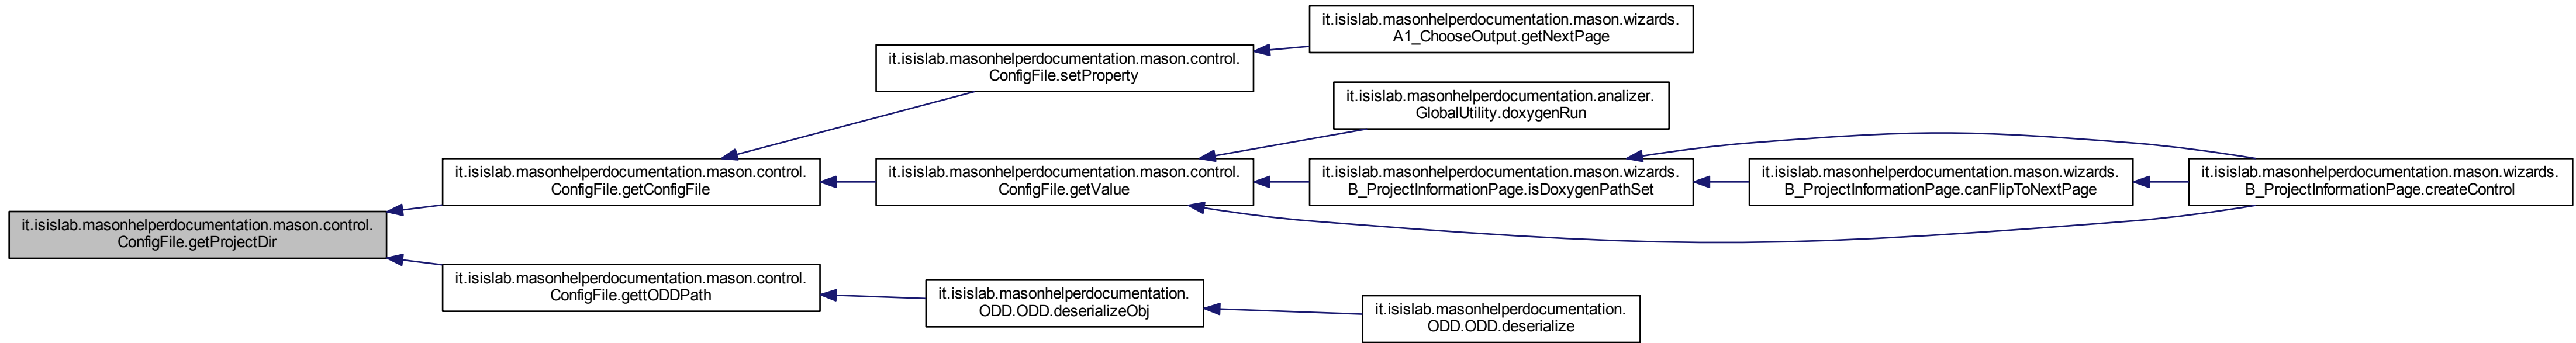 it.isislab.masonhelperdocumentation.mason.wizards.
A1_ChooseOutput.getNextPage
it.isislab.masonhelperdocumentation.mason.control.
ConfigFile.setProperty
it.isislab.masonhelperdocumentation.analizer.
GlobalUtility.doxygenRun
it.isislab.masonhelperdocumentation.mason.control.
ConfigFile.getConfigFile
it.isislab.masonhelperdocumentation.mason.control.
ConfigFile.getValue
it.isislab.masonhelperdocumentation.mason.wizards.
B_ProjectInformationPage.isDoxygenPathSet
it.isislab.masonhelperdocumentation.mason.wizards.
B_ProjectInformationPage.canFlipToNextPage
it.isislab.masonhelperdocumentation.mason.wizards.
B_ProjectInformationPage.createControl
it.isislab.masonhelperdocumentation.mason.control.
ConfigFile.getProjectDir
it.isislab.masonhelperdocumentation.mason.control.
ConfigFile.gettODDPath
it.isislab.masonhelperdocumentation.
ODD.ODD.deserializeObj
it.isislab.masonhelperdocumentation.
ODD.ODD.deserialize